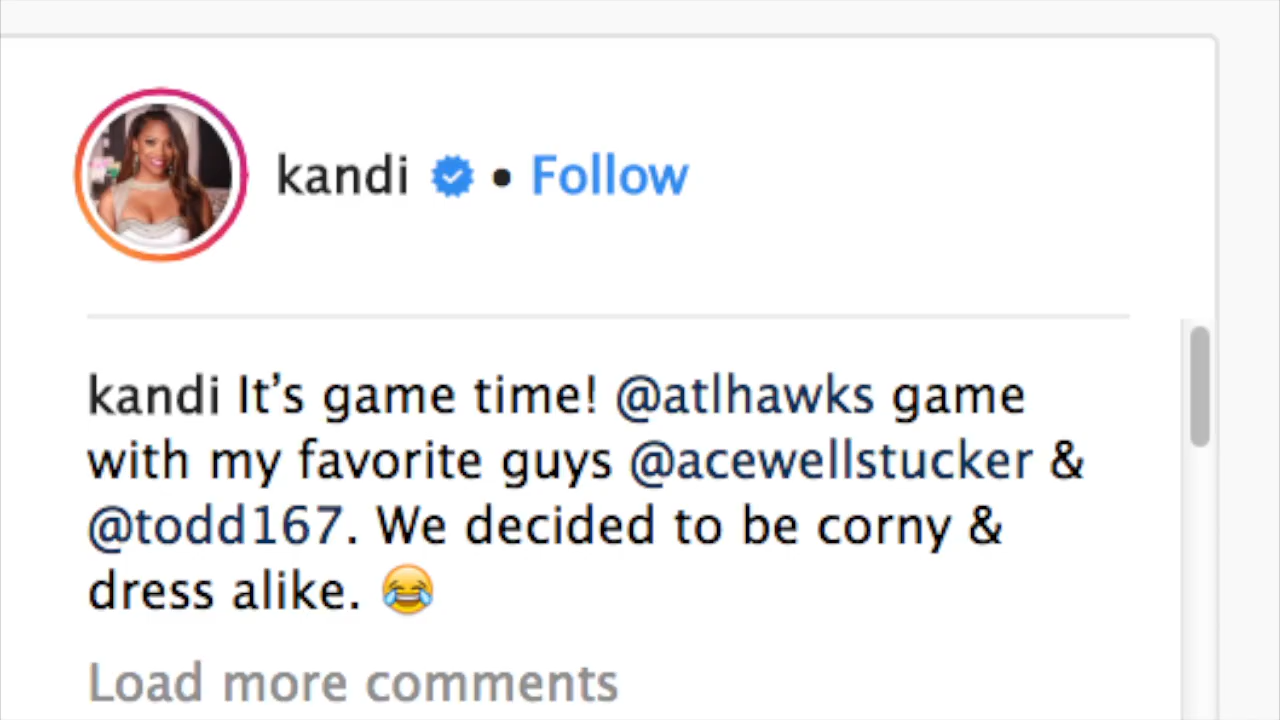 kandi • Follow
kandi It’s game time! @atlhawks game
with my favorite guys @acewellstucker &
@todd167. We decided to be corny &
dress alike. 😂
Load more comments